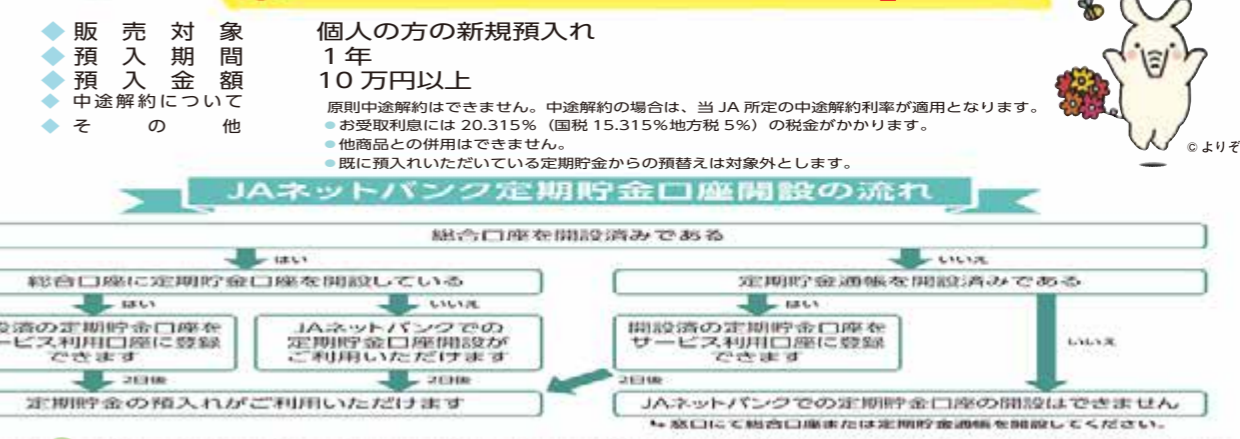 ◆販売対象 個人の方の新規預入れ
◆預入期間 1年
◆預入金額 10万円以上
◆中途解約について 原則中途解約はできません。中途解約の場合は、当JA所定の中途解約利率が適用となります。
◆その他 ●お受取利息には20.315%（国税15.315%地方税5%）の税金がかかります。
●他商品との併用はできません。
●既に預入れいただいている定期貯金からの預替えは対象外とします。
©よりぞ
JAネットバンク定期貯金口座開設の流れ
総合口座を開設済みである
はい いいえ
総合口座に定期貯金口座を開設している 定期貯金通帳を開設済みである
はい いいえ はい
設済の定期貯金口座を JAネットバンクでの 開設済の定期貯金口座を
ービス利用口座に登録 定期貯金口座開設が サービス利用口座に登録 いいえ
できます ご利用いただけます できます
2日後 2日後 2日後
定期貯金の預入れがご利用いただけます JAネットバンクでの定期貯金口座の開設はできません
↳窓口にて総合口座または定期貯金通帳を開設してください。